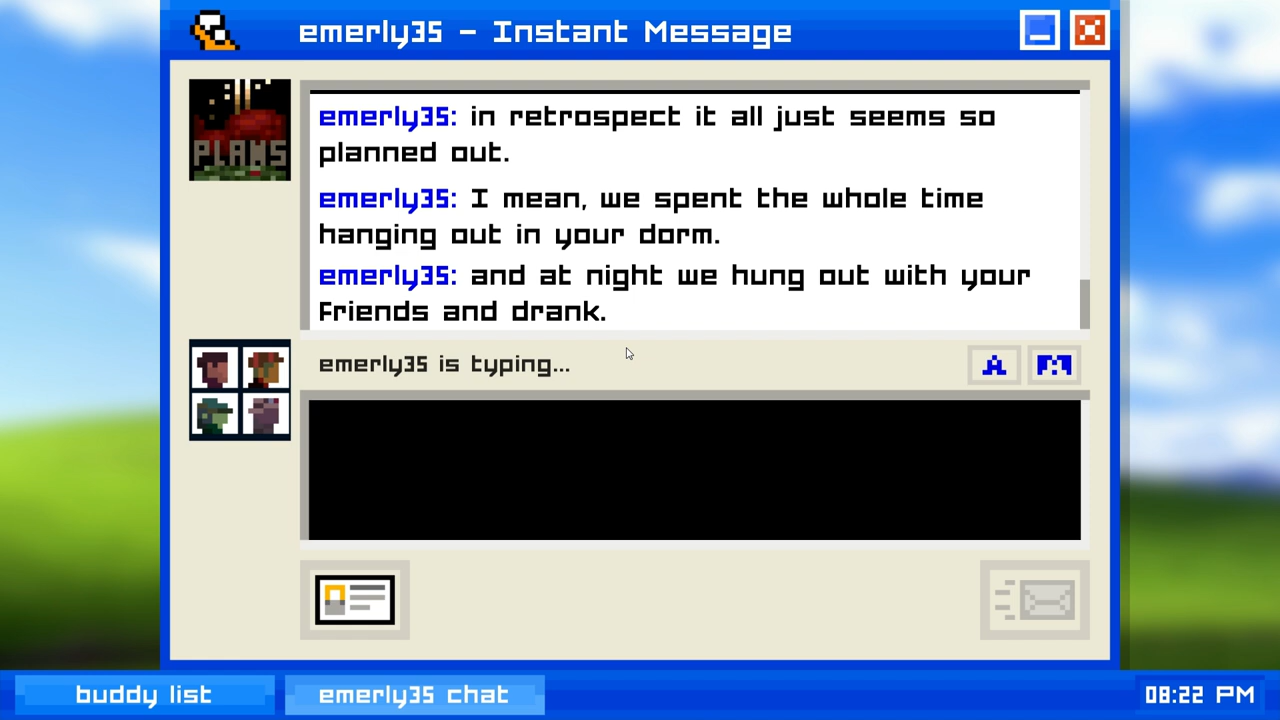 emerly35 - Instant Message
PLANS
emerly35: in retrospect it all just seems so
planned out.
emerly35: I mean, we spent the whole time
hanging out in your dorm.
emerly35: and at night we hung out with your
friends and drank.
emerly35 is typing...
A
buddy list
emerly35 chat
08:22 PM